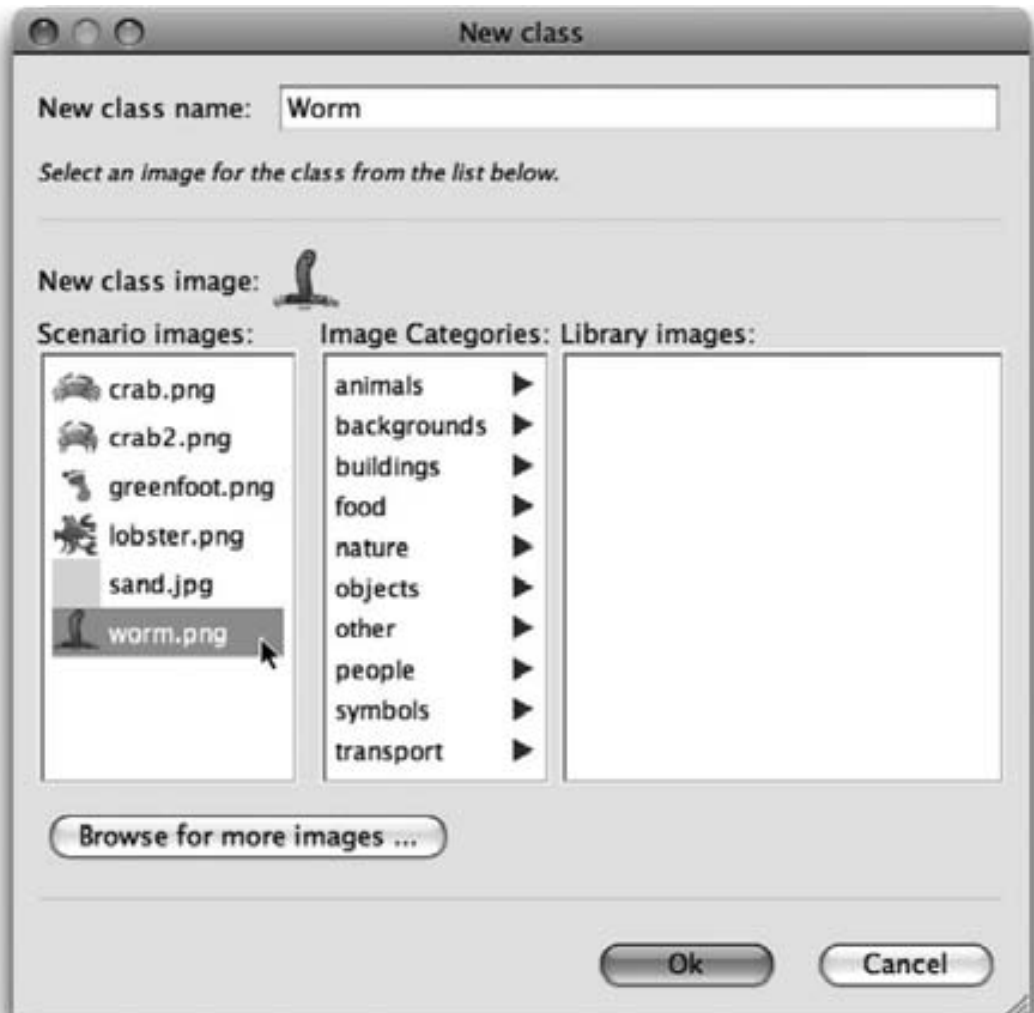 New class
New class name: Worm
Select an image for the class from the list below.
New class image:
Scenario images:
crab.png
crab2.png
greenfoot.png
lobster.png
sand.jpg
worm.png
Image Categories:
animals
backgrounds
buildings
food
nature
objects
other
people
symbols
transport
Library images:
Browse for more images ...
Ok
Cancel